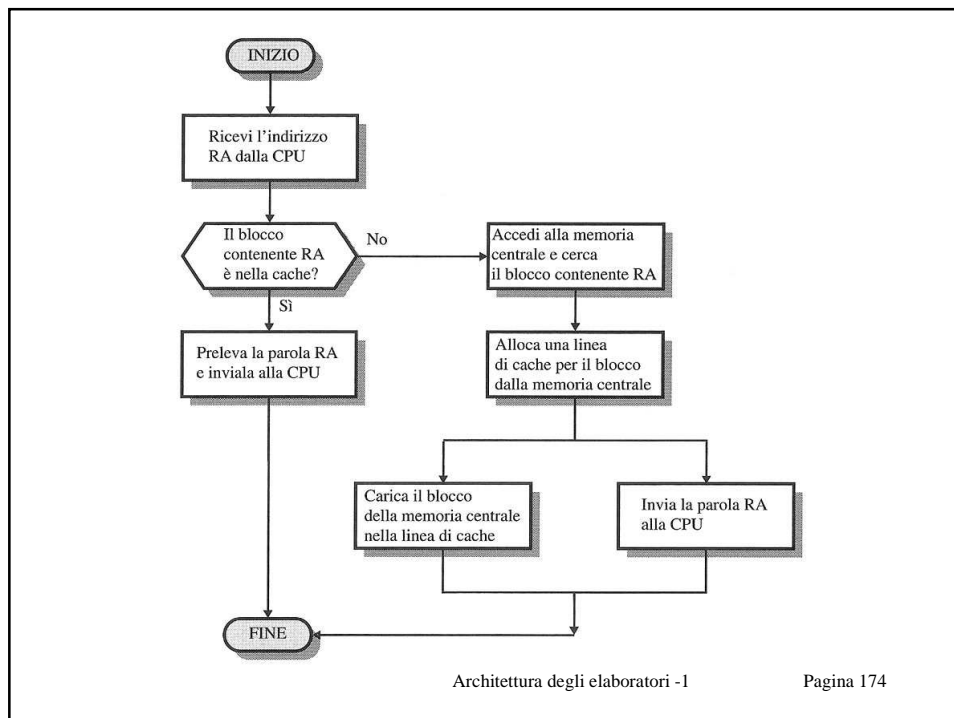 INIZIO
Ricevi l'indirizzo
RA dalla CPU
Il blocco
contenente RA
è nella cache?
No
Sì
Accedi alla memoria
centrale e cerca
il blocco contenente RA
Preleva la parola RA
e inviala alla CPU
Alloca una linea
di cache per il blocco
dalla memoria centrale
Carica il blocco
della memoria centrale
nella linea di cache
Invia la parola RA
alla CPU
FINE
Architettura degli elaboratori -1
Pagina 174